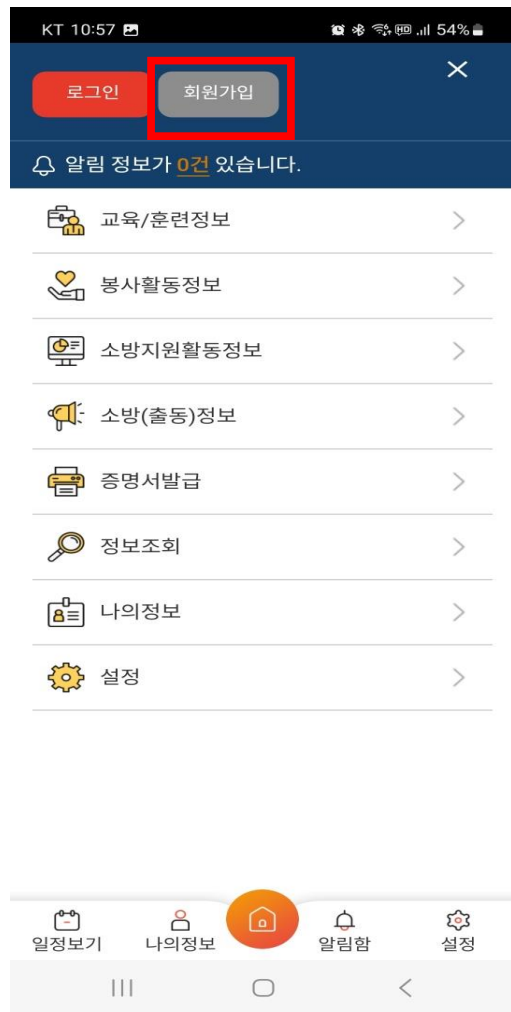 KT 10:57 54%
로그인 회원가입
알림 정보가 0건 있습니다.
교육/훈련정보
봉사활동정보
소방지원활동정보
소방(출동)정보
증명서발급
정보조회
나의정보
설정
일정보기 나의정보 알림함 설정